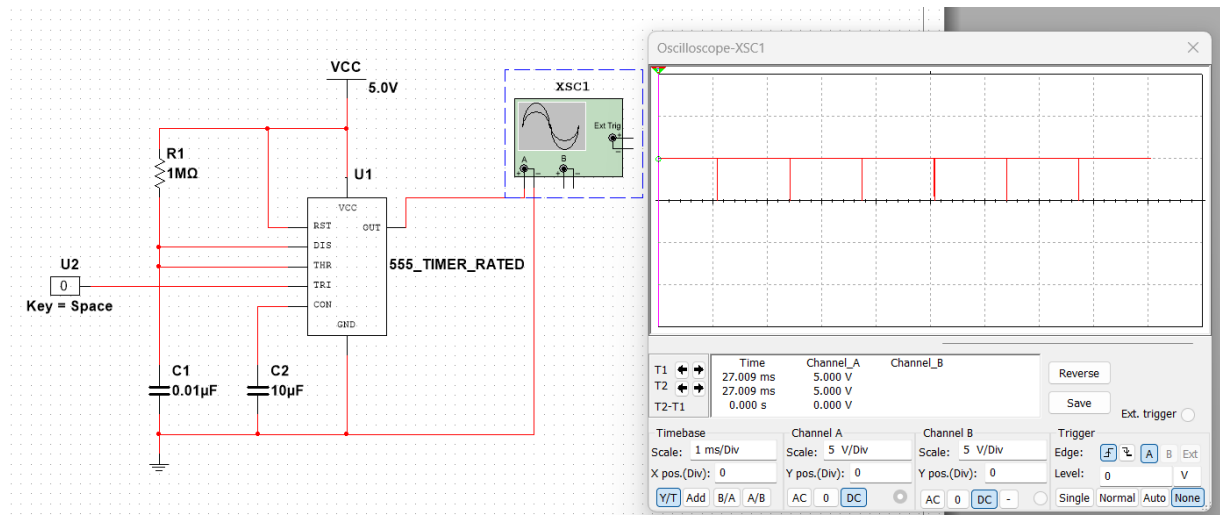 VCC
5.0V
R1
1MΩ
U1
VCC
RST
OUT
DIS
THR
555_TIMER_RATED
TRI
CON
GND
U2
0
Key = Space
C1
0.01µF
C2
10µF
XSC1
Ext Trig
+
-
A
B
+ - + -
Oscilloscope-XSC1
Time Channel_A Channel_B
T1 27.009 ms 5.000 V
T2 27.009 ms 5.000 V
T2-T1 0.000 s 0.000 V
Reverse
Save
Ext. trigger
Timebase Channel A Channel B Trigger
Scale: 1 ms/Div Scale: 5 V/Div Scale: 5 V/Div Edge: A B Ext
X pos.(Div): 0 Y pos.(Div): 0 Y pos.(Div): 0 Level: 0 V
Y/T Add B/A A/B AC 0 DC AC 0 DC - Single Normal Auto None